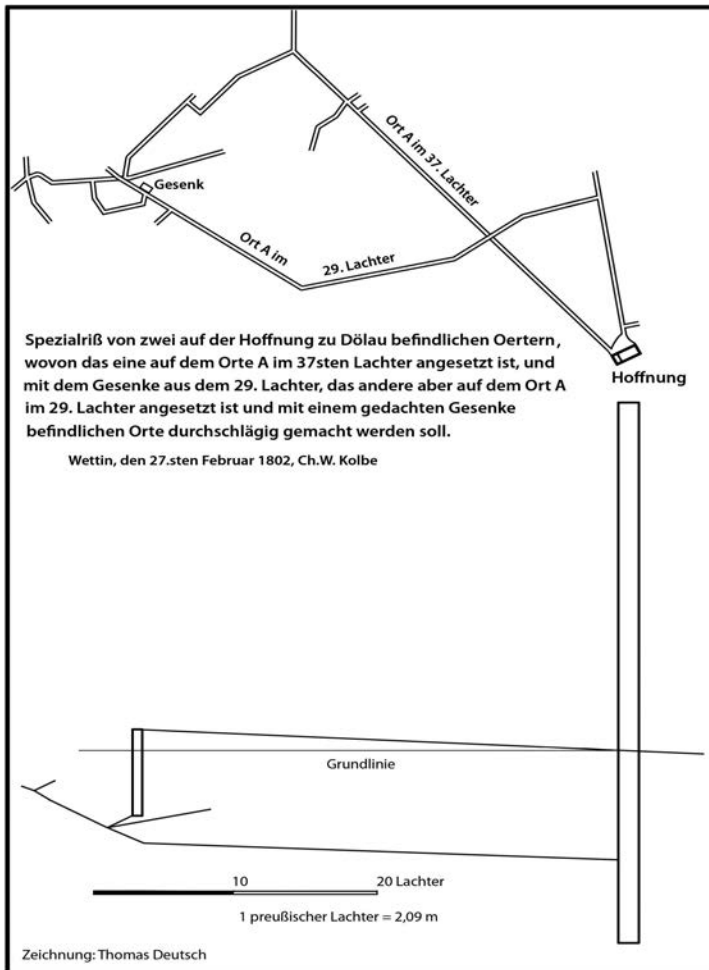 Ort A im 37. Lachter
Gesenk
Ort A im
29. Lachter
Spezialriß von zwei auf der Hoffnung zu Dölau befindlichen Oertern,
wovon das eine auf dem Orte A im 37sten Lachter angesetzt ist, und
mit dem Gesenke aus dem 29. Lachter, das andere aber auf dem Ort A
im 29. Lachter angesetzt ist und mit einem gedachten Gesenke
befindlichen Orte durchschlägig gemacht werden soll.
Hoffnung
Wettin, den 27.sten Februar 1802, Ch.W. Kolbe
Grundlinie
10
20 Lachter
1 preußischer Lachter = 2,09 m
Zeichnung: Thomas Deutsch